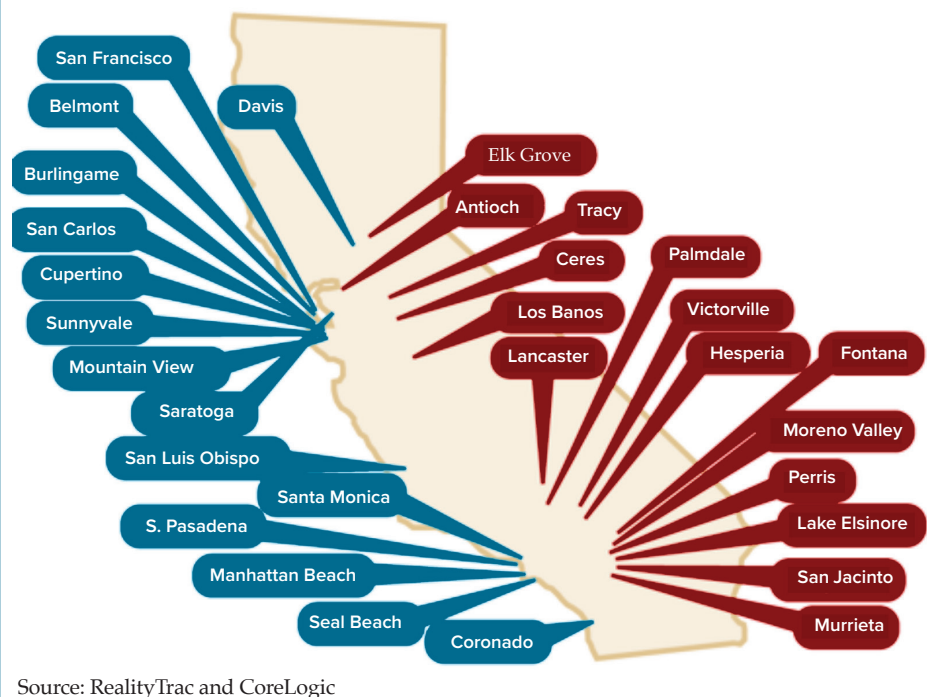 San Francisco
Belmont
Davis
Burlingame
San Carlos
Cupertino
Sunnyvale
Mountain View
Saratoga
San Luis Obispo
Santa Monica
S. Pasadena
Manhattan Beach
Seal Beach
Coronado
Elk Grove
Antioch
Tracy
Ceres
Los Banos
Lancaster
Palmdale
Victorville
Hesperia
Fontana
Moreno Valley
Perris
Lake Elsinore
San Jacinto
Murrieta
Source: RealityTrac and CoreLogic